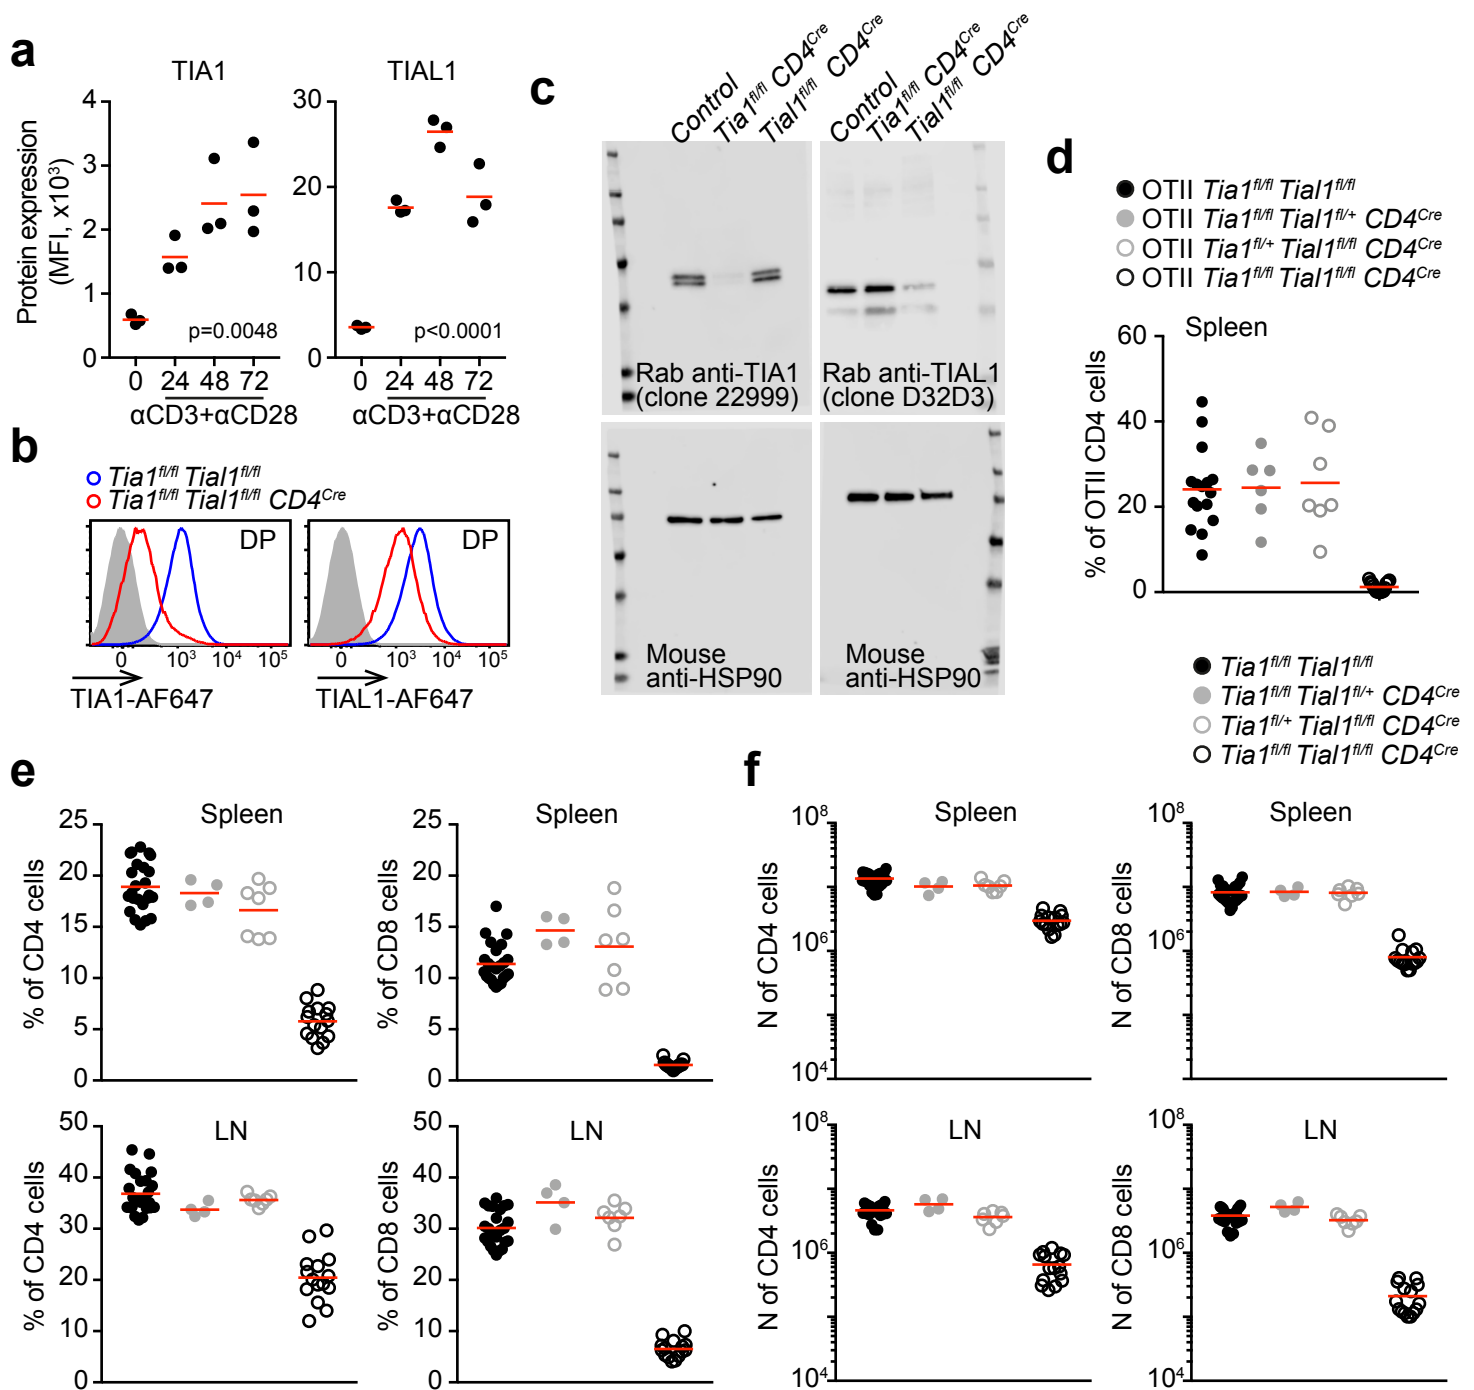 a
TIA1
TIAL1
Protein expression
(MFI, x10³)
4
3
2
1
0
p=0.0048
0 24 48 72
αCD3+αCD28
30
20
10
0
p<0.0001
0 24 48 72
αCD3+αCD28
b
Tia1fl/fl Tial1fl/fl
Tia1fl/fl Tial1fl/fl CD4Cre
DP
0 10³ 10⁴ 10⁵
TIA1-AF647
DP
0 10³ 10⁴ 10⁵
TIAL1-AF647
c
Control
Tia1fl/fl CD4Cre
Tial1fl/fl CD4Cre
Control
Tia1fl/fl CD4Cre
Tial1fl/fl CD4Cre
Rab anti-TIA1
(clone 22999)
Rab anti-TIAL1
(clone D32D3)
Mouse
anti-HSP90
Mouse
anti-HSP90
d
OTII Tia1fl/fl Tial1fl/fl
OTII Tia1fl/fl Tial1fl/+ CD4Cre
OTII Tia1fl/+ Tial1fl/fl CD4Cre
OTII Tia1fl/fl Tial1fl/fl CD4Cre
Spleen
% of OTII CD4 cells
60
40
20
0
Tia1fl/fl Tial1fl/fl
Tia1fl/fl Tial1fl/+ CD4Cre
Tia1fl/+ Tial1fl/fl CD4Cre
Tia1fl/fl Tial1fl/fl CD4Cre
e
Spleen
% of CD4 cells
25
20
15
10
5
0
Spleen
% of CD8 cells
25
20
15
10
5
0
LN
% of CD4 cells
50
40
30
20
10
0
LN
% of CD8 cells
50
40
30
20
10
0
f
Spleen
N of CD4 cells
10⁸
10⁶
10⁴
Spleen
N of CD8 cells
10⁸
10⁶
10⁴
LN
N of CD4 cells
10⁸
10⁶
10⁴
LN
N of CD8 cells
10⁸
10⁶
10⁴